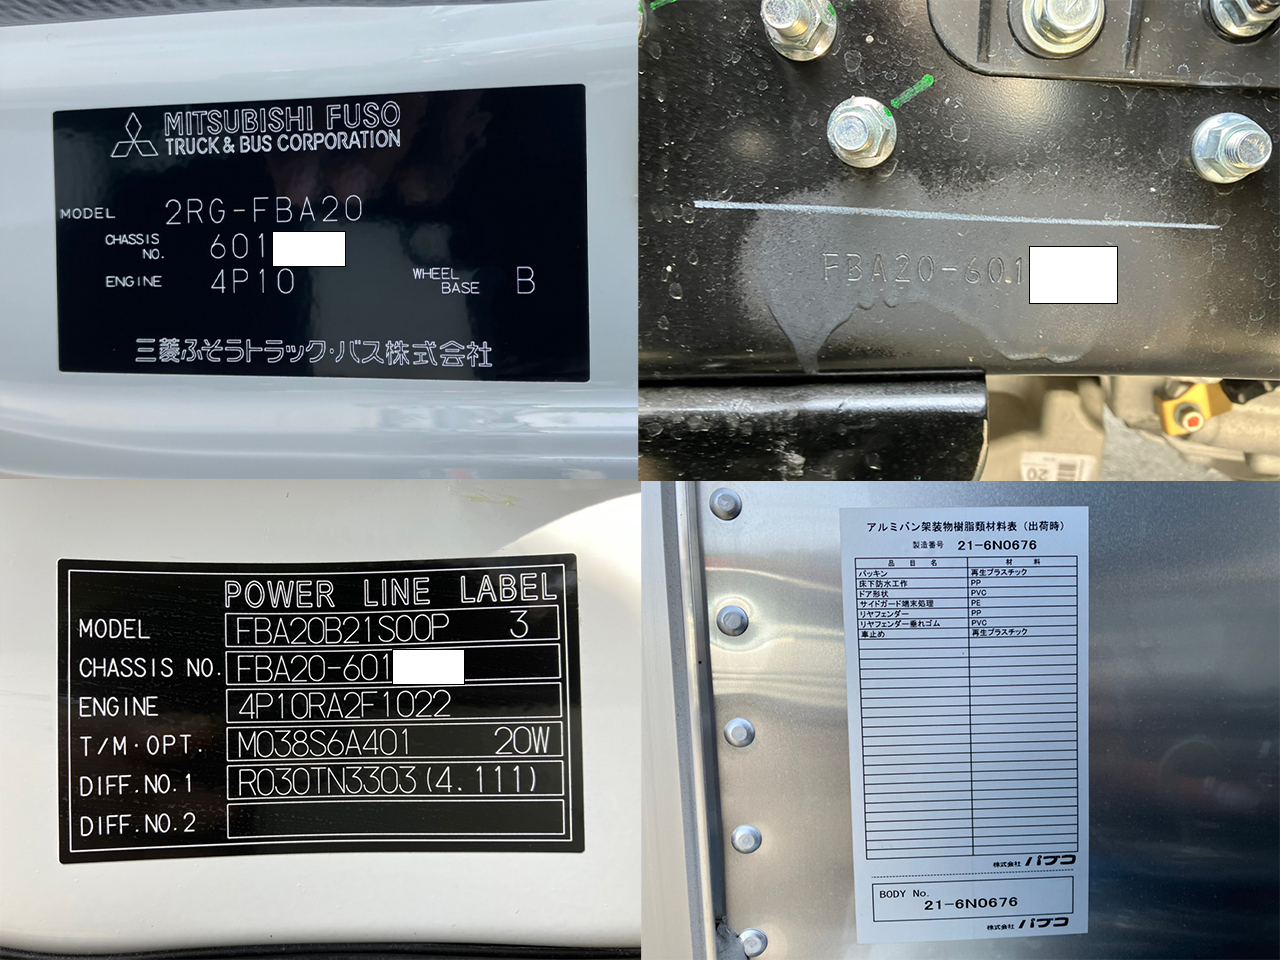 MITSUBISHI FUSO
TRUCK & BUS CORPORATION
MODEL 2RG-FBA20
CHASSIS NO. 601
ENGINE 4P10 WHEEL BASE B
三菱ふそうトラック・バス株式会社
FBA20-601
20
POWER LINE LABEL
MODEL FBA20B21S00P 3
CHASSIS NO. FBA20-601
ENGINE 4P10RA2F1022
T/M・OPT. M038S6A401 20W
DIFF.NO.1 R030TN3303(4.111)
DIFF.NO.2
アルミバン架装物樹脂類材料表（出荷時）
製造番号 21-6N0676
品目名 材料
パッキン 再生プラスチック
床下防水工作 PP
ドア形状 PVC
サイドガード端末処理 PE
リヤフェンダー PP
リヤフェンダー垂れゴム PVC
車止め 再生プラスチック
株式会社 パブコ
BODY No.
21-6N0676
株式会社 パブコ